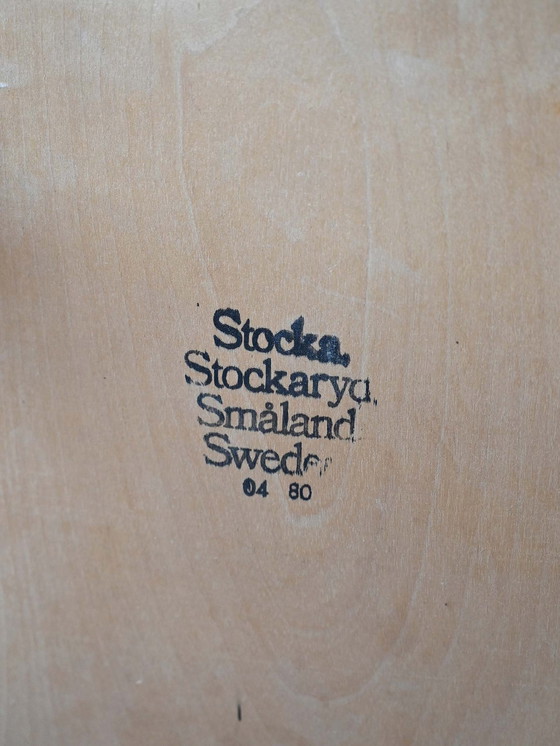 Stocka,
Stockaryd,
Småland
Sweden
04 80